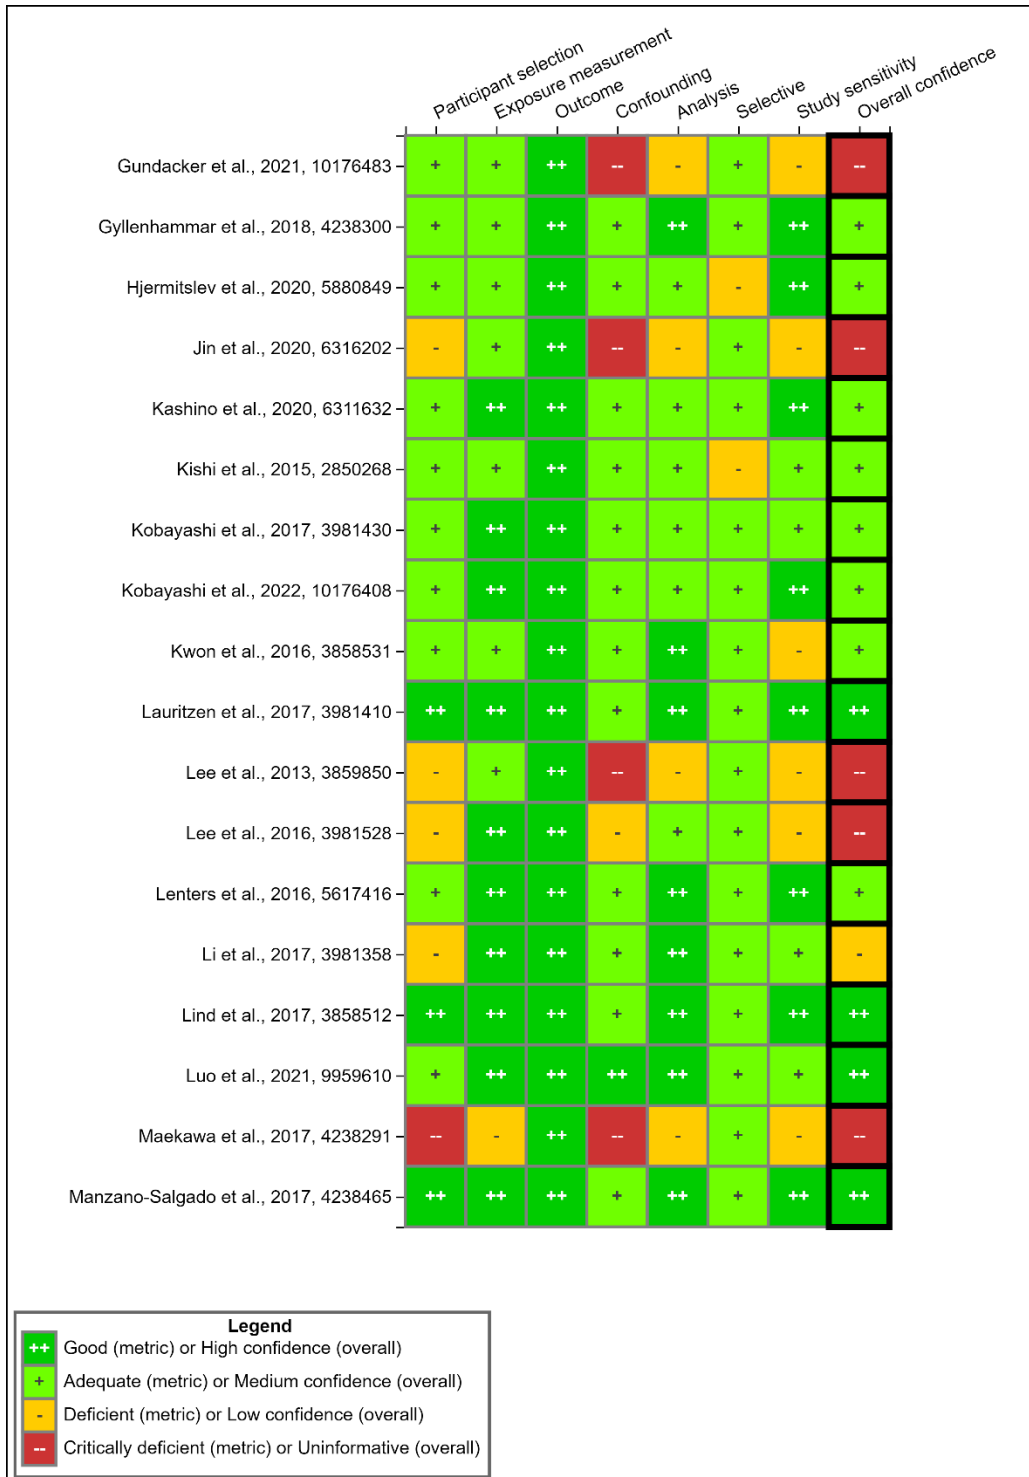 Participant selection
Exposure measurement
Outcome
Confounding
Analysis
Selective
Study sensitivity
Overall confidence
Gundacker et al., 2021, 10176483 + + ++ -- - + - --
Gyllenhammar et al., 2018, 4238300 + + ++ + ++ + ++ +
Hjermitslev et al., 2020, 5880849 + + ++ + + - ++ +
Jin et al., 2020, 6316202 - + ++ -- - + - --
Kashino et al., 2020, 6311632 + ++ ++ + + + ++ +
Kishi et al., 2015, 2850268 + + ++ + + - + +
Kobayashi et al., 2017, 3981430 + ++ ++ + + + + +
Kobayashi et al., 2022, 10176408 + ++ ++ + + + ++ +
Kwon et al., 2016, 3858531 + + ++ + ++ + - +
Lauritzen et al., 2017, 3981410 ++ ++ ++ + ++ + ++ ++
Lee et al., 2013, 3859850 - + ++ -- - + - --
Lee et al., 2016, 3981528 - ++ ++ - + + - --
Lenters et al., 2016, 5617416 + ++ ++ + ++ + ++ +
Li et al., 2017, 3981358 - ++ ++ + ++ + + -
Lind et al., 2017, 3858512 ++ ++ ++ + ++ + ++ ++
Luo et al., 2021, 9959610 + ++ ++ ++ ++ + + ++
Maekawa et al., 2017, 4238291 -- - ++ -- - + - --
Manzano-Salgado et al., 2017, 4238465 ++ ++ ++ + ++ + ++ ++
Legend
++ Good (metric) or High confidence (overall)
+ Adequate (metric) or Medium confidence (overall)
- Deficient (metric) or Low confidence (overall)
-- Critically deficient (metric) or Uninformative (overall)